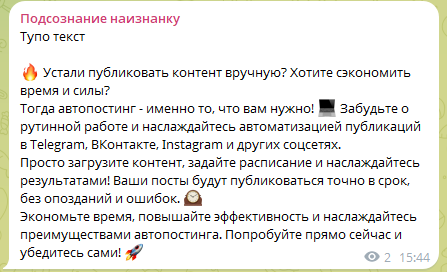 Подсознание наизнанку
Тупо текст
🔥 Устали публиковать контент вручную? Хотите сэкономить
время и силы?
Тогда автопостинг - именно то, что вам нужно! 💻 Забудьте о
рутинной работе и наслаждайтесь автоматизацией публикаций
в Telegram, ВКонтакте, Instagram и других соцсетях.
Просто загрузите контент, задайте расписание и наслаждайтесь
результатами! Ваши посты будут публиковаться точно в срок,
без опозданий и ошибок. 🕰
Экономьте время, повышайте эффективность и наслаждайтесь
преимуществами автопостинга. Попробуйте прямо сейчас и
убедитесь сами! 🚀
2 15:44